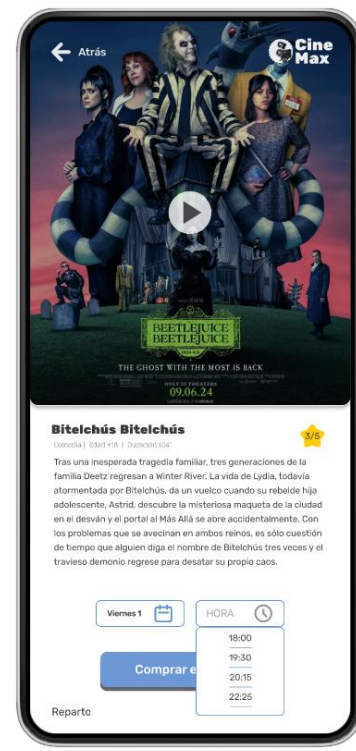 Atrás
Cine
Max
BEETLEJUICE
BEETLEJUICE
THE GHOST WITH THE MOST IS BACK
ONLY IN THEATERS
09.06.24
Bitelchús Bitelchús
3/5
Comedia | Edad +18 | Duración 104'
Tras una inesperada tragedia familiar, tres generaciones de la
familia Deetz regresan a Winter River. La vida de Lydia, todavía
atormentada por Bitelchús, da un vuelco cuando su rebelde hija
adolescente, Astrid, descubre la misteriosa maqueta de la ciudad
en el desván y el portal al Más Allá se abre accidentalmente. Con
los problemas que se avecinan en ambos reinos, es sólo cuestión
de tiempo que alguien diga el nombre de Bitelchús tres veces y el
travieso demonio regrese para desatar su propio caos.
Viernes 1
HORA
18:00
19:30
20:15
22:25
Comprar e
Reparto